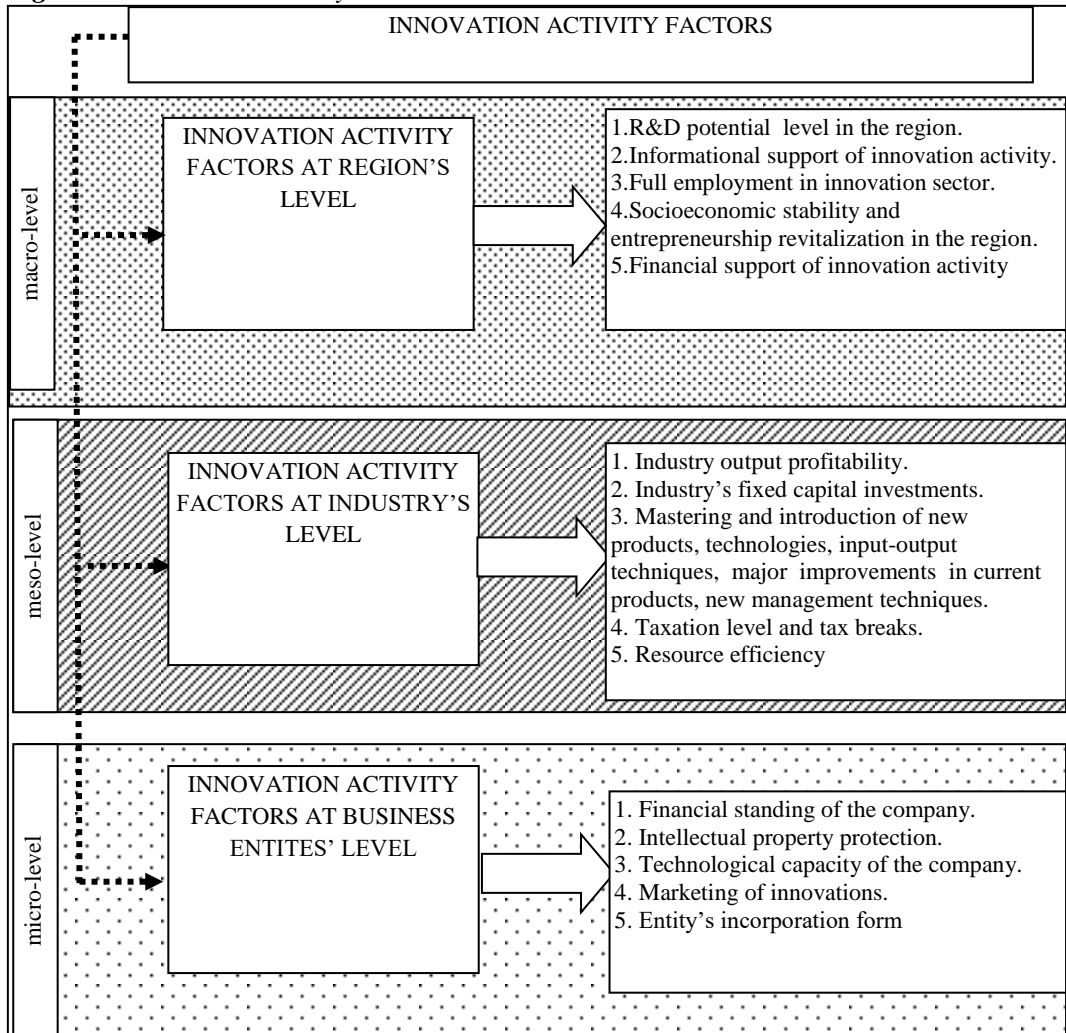 INNOVATION ACTIVITY FACTORS
macro-level
INNOVATION ACTIVITY
FACTORS AT REGION'S
LEVEL
1.R&D potential level in the region.
2.Informational support of innovation activity.
3.Full employment in innovation sector.
4.Socioeconomic stability and
entrepreneurship revitalization in the region.
5.Financial support of innovation activity
meso-level
INNOVATION ACTIVITY
FACTORS AT INDUSTRY'S
LEVEL
1. Industry output profitability.
2. Industry's fixed capital investments.
3. Mastering and introduction of new
products, technologies, input-output
techniques, major improvements in current
products, new management techniques.
4. Taxation level and tax breaks.
5. Resource efficiency
micro-level
INNOVATION ACTIVITY
FACTORS AT BUSINESS
ENTITES' LEVEL
1. Financial standing of the company.
2. Intellectual property protection.
3. Technological capacity of the company.
4. Marketing of innovations.
5. Entity's incorporation form